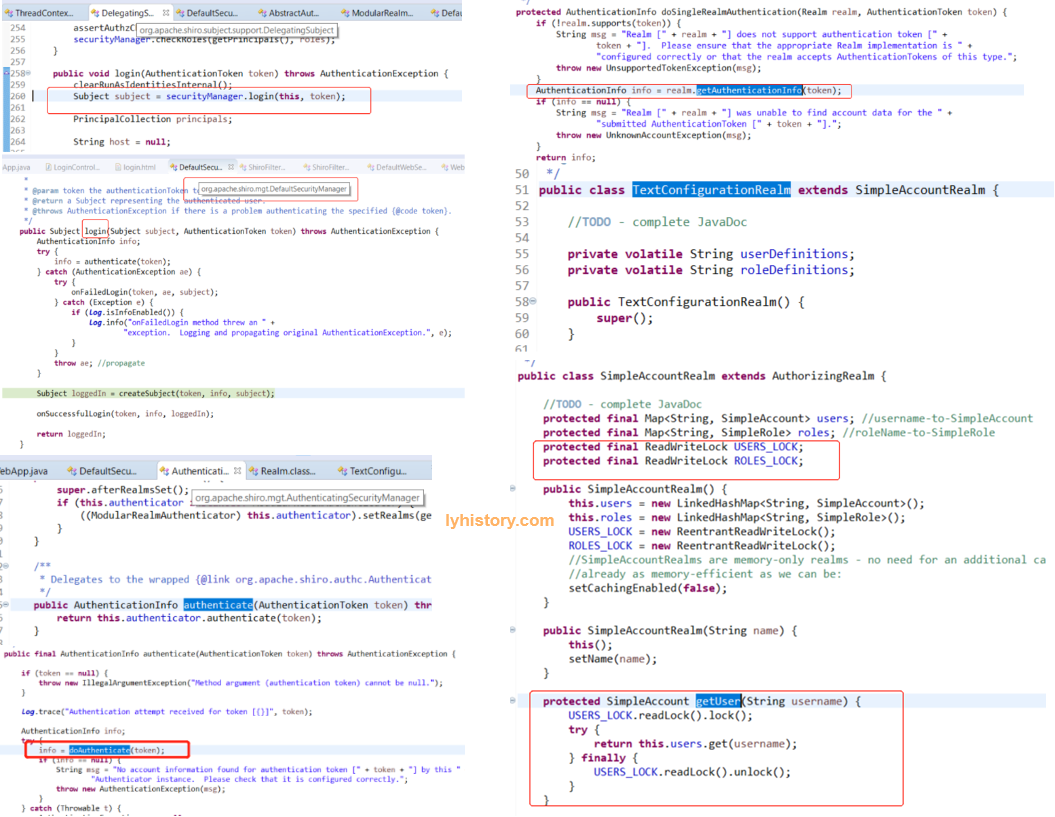 ThreadContex... DelegatingS... DefaultSecu... AbstractAut... ModularRealm... Defau
254 assertAuthzC org.apache.shiro.subject.support.DelegatingSubject
255 securityManager.checkRoles(getPrincipals(), roles);
256 }
257
258 public void login(AuthenticationToken token) throws AuthenticationException {
259 clearRunAsIdentitiesInternal();
260 Subject subject = securityManager.login(this, token);
261
262 PrincipalCollection principals;
263
264 String host = null;
App.java LoginControl... login.html DefaultSecu... ShiroFilter... ShiroFilter... DefaultWebSe... Web
*
* @param token the authenticationToken t org.apache.shiro.mgt.DefaultSecurityManager
* @return a Subject representing the authenticated user.
* @throws AuthenticationException if there is a problem authenticating the specified {@code token}.
*/
public Subject login(Subject subject, AuthenticationToken token) throws AuthenticationException {
AuthenticationInfo info;
try {
info = authenticate(token);
} catch (AuthenticationException ae) {
try {
onFailedLogin(token, ae, subject);
} catch (Exception e) {
if (log.isInfoEnabled()) {
log.info("onFailedLogin method threw an " +
"exception.  Logging and propagating original AuthenticationException.", e);
}
}
throw ae; //propagate
}
Subject loggedIn = createSubject(token, info, subject);
onSuccessfulLogin(token, info, loggedIn);
return loggedIn;
}
ebApp.java DefaultSecu... Authenticati... Realm.class... TextConfigu...
super.afterRealmsSet();
if (this.authenticator org.apache.shiro.mgt.AuthenticatingSecurityManager
((ModularRealmAuthenticator) this.authenticator).setRealms(ge
}
}
/**
* Delegates to the wrapped {@link org.apache.shiro.authc.Authenticat
*/
public AuthenticationInfo authenticate(AuthenticationToken token) thr
return this.authenticator.authenticate(token);
}
public final AuthenticationInfo authenticate(AuthenticationToken token) throws AuthenticationException {
if (token == null) {
throw new IllegalArgumentException("Method argument (authentication token) cannot be null.");
}
log.trace("Authentication attempt received for token [{}]", token);
AuthenticationInfo info;
try {
info = doAuthenticate(token);
if (info == null) {
String msg = "No account information found for authentication token [" + token + "] by this "
"Authenticator instance.  Please check that it is configured correctly.";
throw new AuthenticationException(msg);
}
} catch (Throwable t) {
lyhistory.com
*/
protected AuthenticationInfo doSingleRealmAuthentication(Realm realm, AuthenticationToken token) {
if (!realm.supports(token)) {
String msg = "Realm [" + realm + "] does not support authentication token [" +
token + "].  Please ensure that the appropriate Realm implementation is " +
"configured correctly or that the realm accepts AuthenticationTokens of this type.";
throw new UnsupportedTokenException(msg);
}
AuthenticationInfo info = realm.getAuthenticationInfo(token);
if (info == null) {
String msg = "Realm [" + realm + "] was unable to find account data for the " +
"submitted AuthenticationToken [" + token + "].";
throw new UnknownAccountException(msg);
}
return info;
50 */
51 public class TextConfigurationRealm extends SimpleAccountRealm {
52
53 //TODO - complete JavaDoc
54
55 private volatile String userDefinitions;
56 private volatile String roleDefinitions;
57
58 public TextConfigurationRealm() {
59 super();
60 }
61
*/
public class SimpleAccountRealm extends AuthorizingRealm {
//TODO - complete JavaDoc
protected final Map<String, SimpleAccount> users; //username-to-SimpleAccount
protected final Map<String, SimpleRole> roles; //roleName-to-SimpleRole
protected final ReadWriteLock USERS_LOCK;
protected final ReadWriteLock ROLES_LOCK;
public SimpleAccountRealm() {
this.users = new LinkedHashMap<String, SimpleAccount>();
this.roles = new LinkedHashMap<String, SimpleRole>();
USERS_LOCK = new ReentrantReadWriteLock();
ROLES_LOCK = new ReentrantReadWriteLock();
//SimpleAccountRealms are memory-only realms - no need for an additional ca
//already as memory-efficient as we can be:
setCachingEnabled(false);
}
public SimpleAccountRealm(String name) {
this();
setName(name);
}
protected SimpleAccount getUser(String username) {
USERS_LOCK.readLock().lock();
try {
return this.users.get(username);
} finally {
USERS_LOCK.readLock().unlock();
}
}